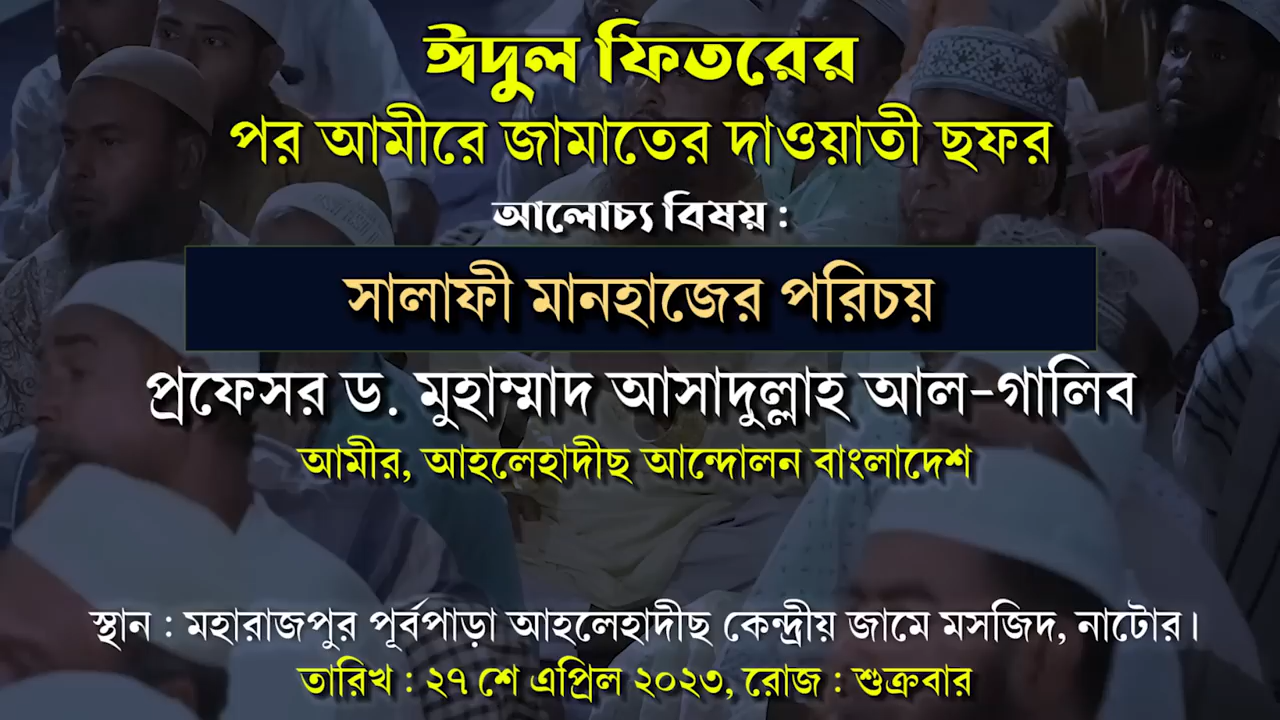 ঈদুল ফিতরের
পর আমীরে জামাতের দাওয়াতী ছফর
আলোচ্য বিষয় :
সালাফী মানহাজের পরিচয়
প্রফেসর ড. মুহাম্মাদ আসাদুল্লাহ আল-গালিব
আমীর, আহলেহাদীছ আন্দোলন বাংলাদেশ
স্থান : মহারাজপুর পূর্বপাড়া আহলেহাদীছ কেন্দ্রীয় জামে মসজিদ, নাটোর।
তারিখ : ২৭ শে এপ্রিল ২০২৩, রোজ : শুক্রবার